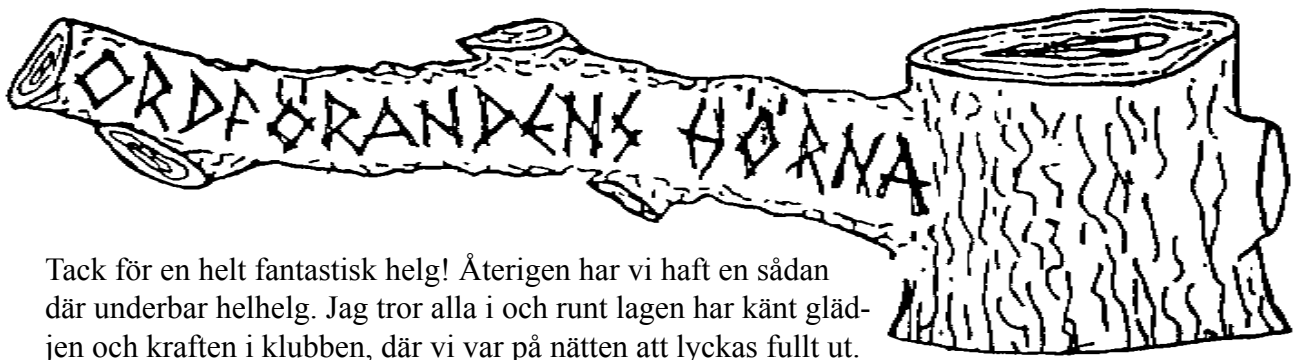 ORDFÖRANDENS HÖRNA
Tack för en helt fantastisk helg! Återigen har vi haft en sådan
där underbar helhelg. Jag tror alla i och runt lagen har känt gläd-
jen och kraften i klubben, där vi var på nätten att lyckas fullt ut.